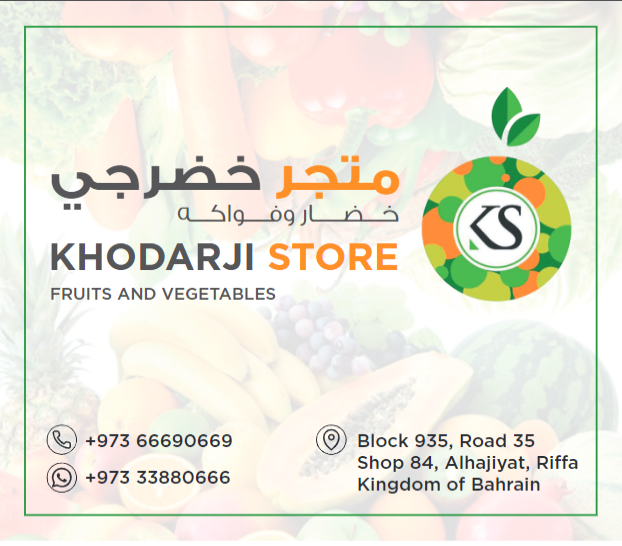 متجر خضرجي
خضار وفواكه
KHODARJI STORE
FRUITS AND VEGETABLES
KS
+973 66690669
+973 33880666
Block 935, Road 35
Shop 84, Alhajiyat, Riffa
Kingdom of Bahrain